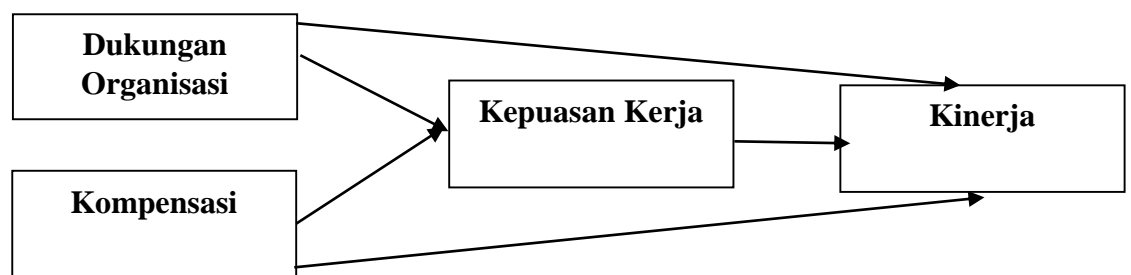 Dukungan
Organisasi
Kepuasan Kerja
Kinerja
Kompensasi